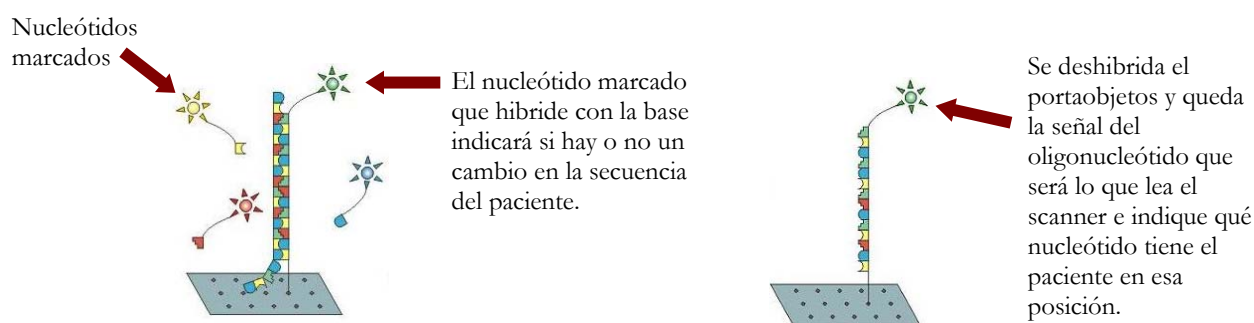 Nucleótidos
marcados
El nucleótido marcado
que hibride con la base
indicará si hay o no un
cambio en la secuencia
del paciente.
Se deshibrida el
portaobjetos y queda
la señal del
oligonucleótido que
será lo que lea el
scanner e indique qué
nucleótido tiene el
paciente en esa
posición.